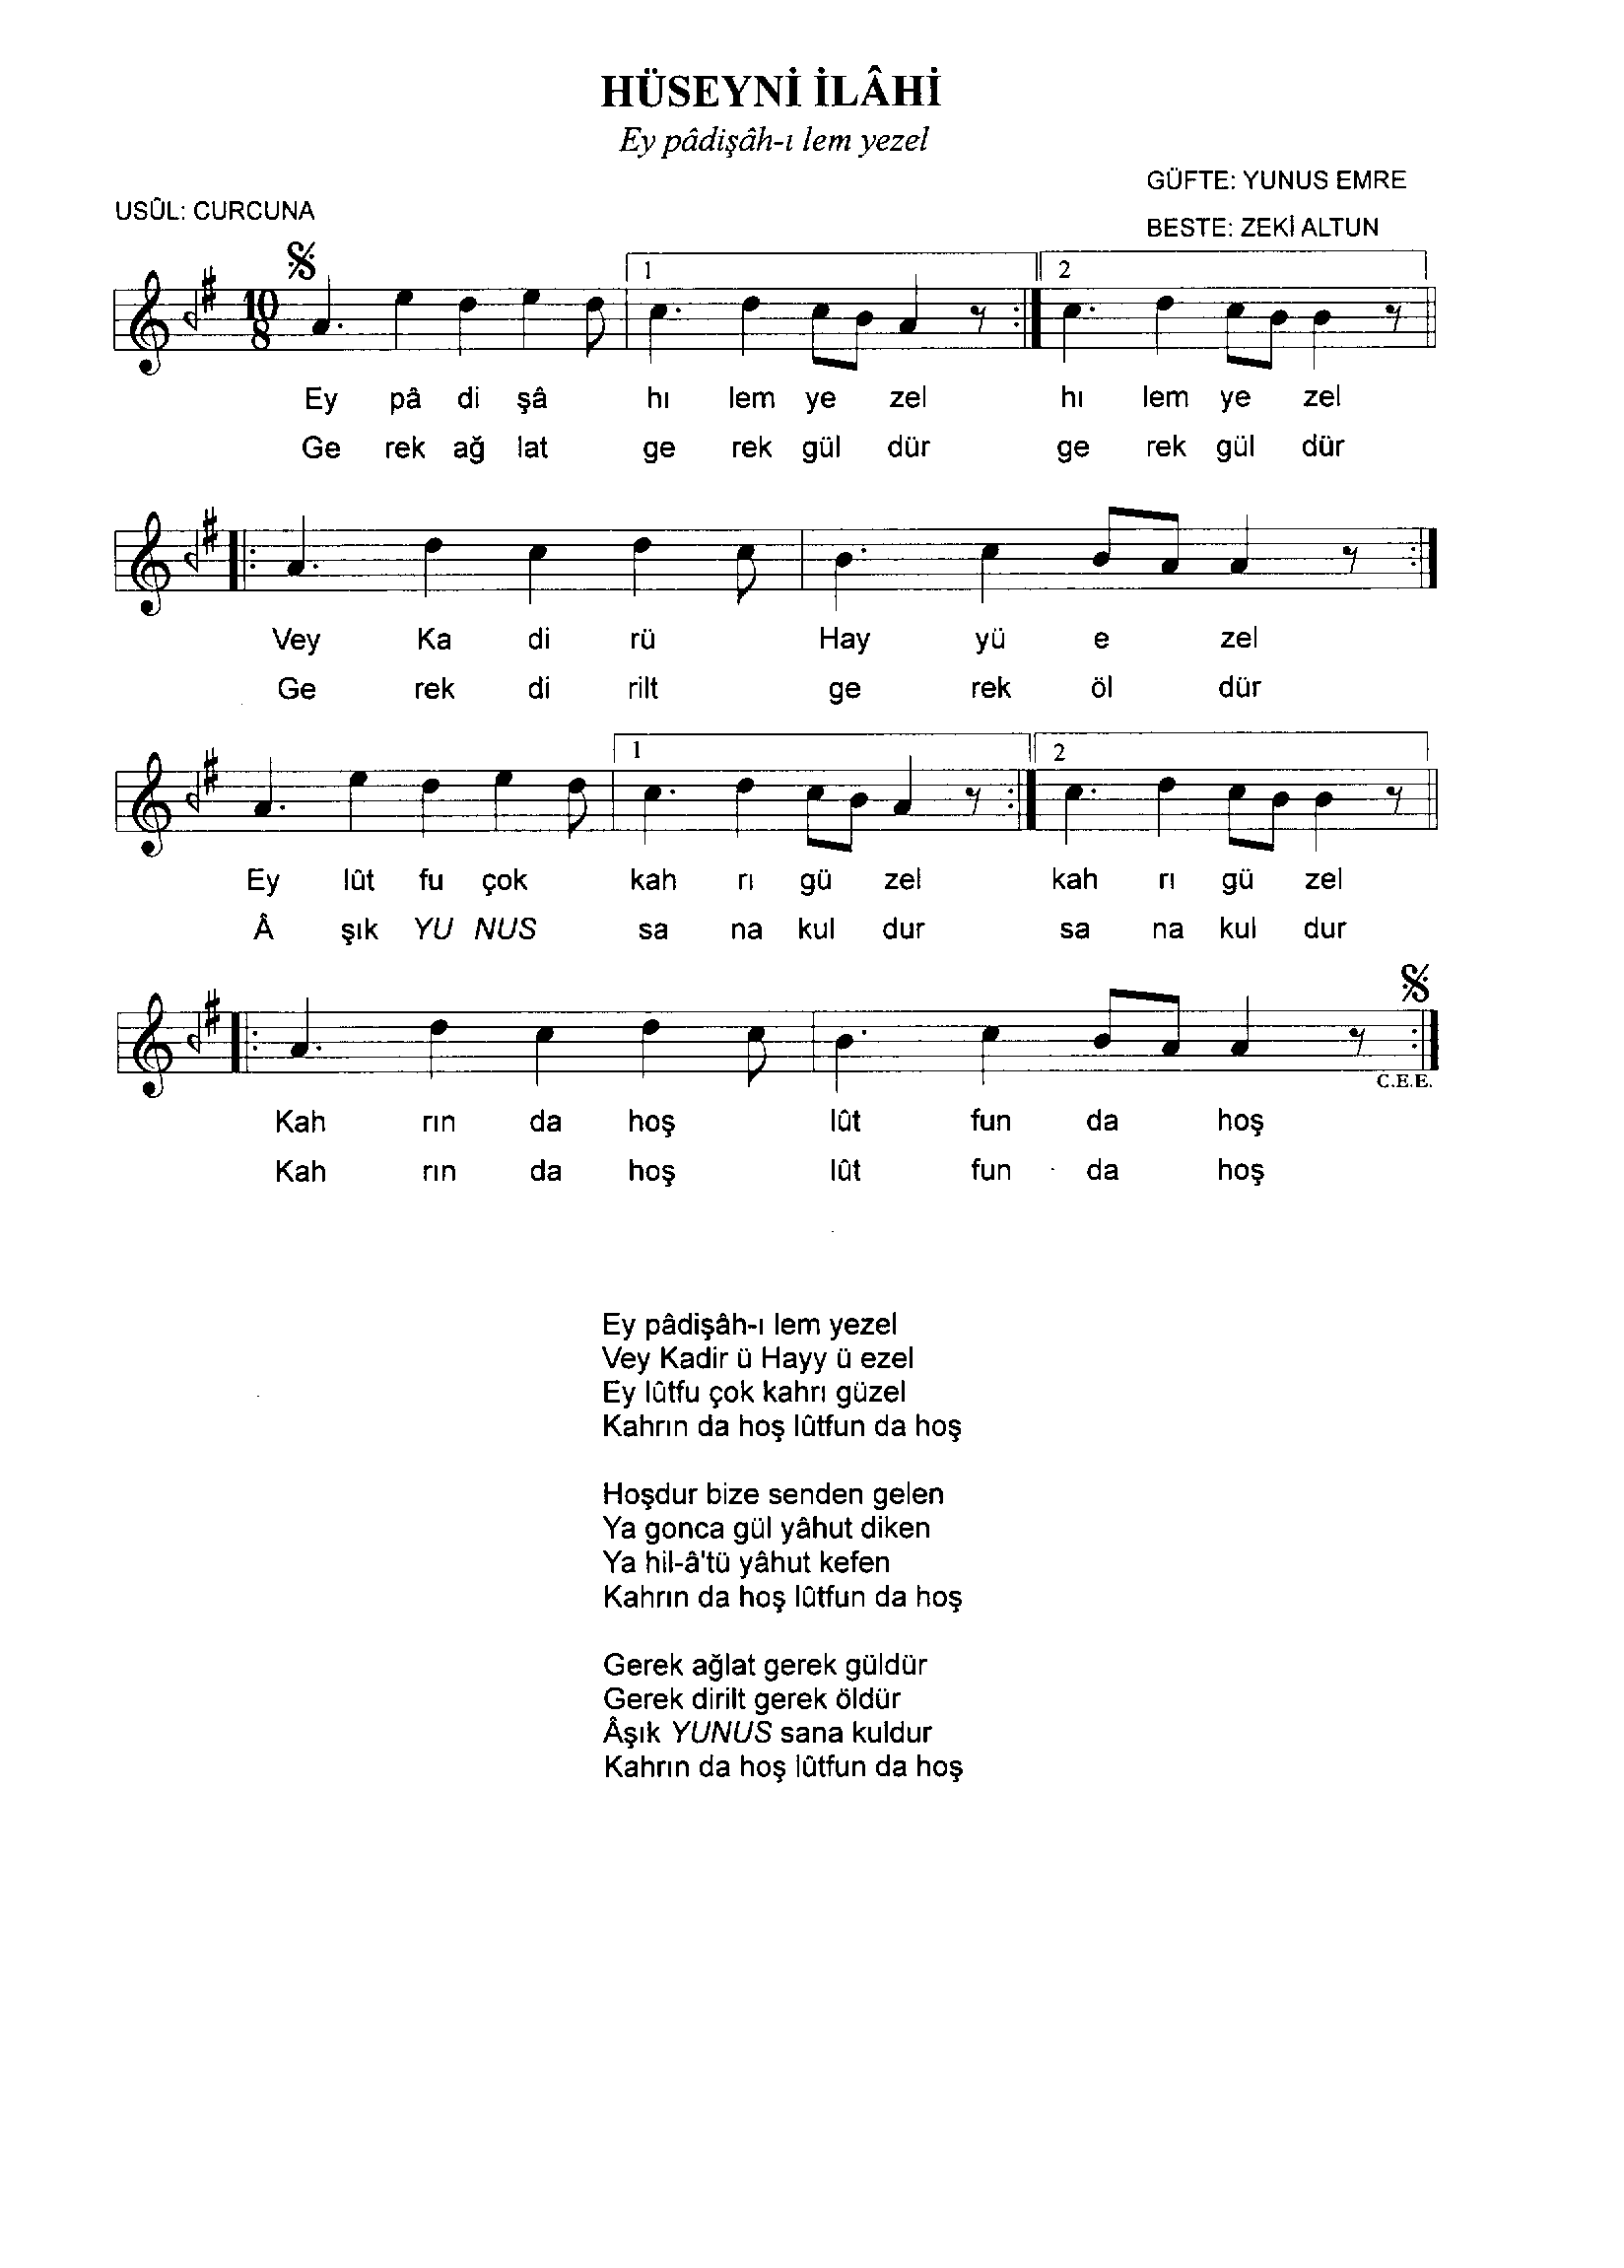 HÜSEYNİ İLÂHİ
Ey pâdişâh-ı lem yezel
GÜFTE: YUNUS EMRE
USÛL: CURCUNA
BESTE: ZEKİ ALTUN
1 2
10
8
Ey pâ di şâ hı lem ye zel hı lem ye zel
Ge rek ağ lat ge rek gül dür ge rek gül dür
Vey Ka di rü Hay yü e zel
Ge rek di rilt ge rek öl dür
1 2
Ey lût fu çok kah rı gü zel kah rı gü zel
Â şık YU NUS sa na kul dur sa na kul dur
C.E.E.
Kah rın da hoş lût fun da hoş
Kah rın da hoş lût fun da hoş
Ey pâdişâh-ı lem yezel
Vey Kadir ü Hayy ü ezel
Ey lûtfu çok kahrı güzel
Kahrın da hoş lûtfun da hoş
Hoşdur bize senden gelen
Ya gonca gül yâhut diken
Ya hil-â'tü yâhut kefen
Kahrın da hoş lûtfun da hoş
Gerek ağlat gerek güldür
Gerek dirilt gerek öldür
Âşık YUNUS sana kuldur
Kahrın da hoş lûtfun da hoş